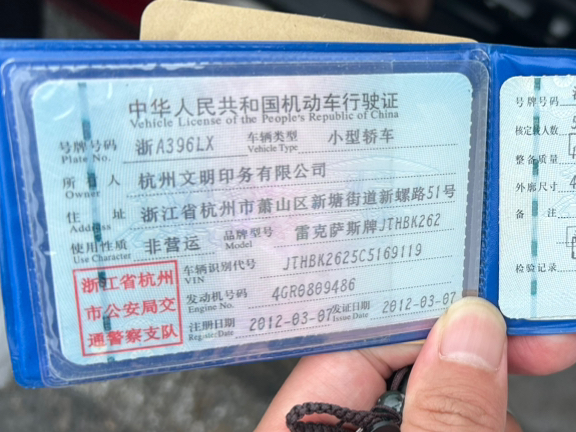 中华人民共和国机动车行驶证
Vehicle License of the People's Republic of China
号牌号码 浙A396LX 车辆类型 小型轿车
Plate No. Vehicle Type
所有人 杭州文明印务有限公司
Owner
住址 浙江省杭州市萧山区新塘街道新螺路51号
Address
使用性质 非营运 品牌型号 雷克萨斯牌JTHBK262
Use Character Model
车辆识别代号 JTHBK2625C5169119
VIN
发动机号码 4GR0809486
Engine No.
注册日期 2012-03-07 发证日期 2012-03-07
Register Date Issue Date
浙江省杭州
市公安局交
通警察支队
号牌号码
核定载人数
整备质量
外廓尺寸
备注
检验记录